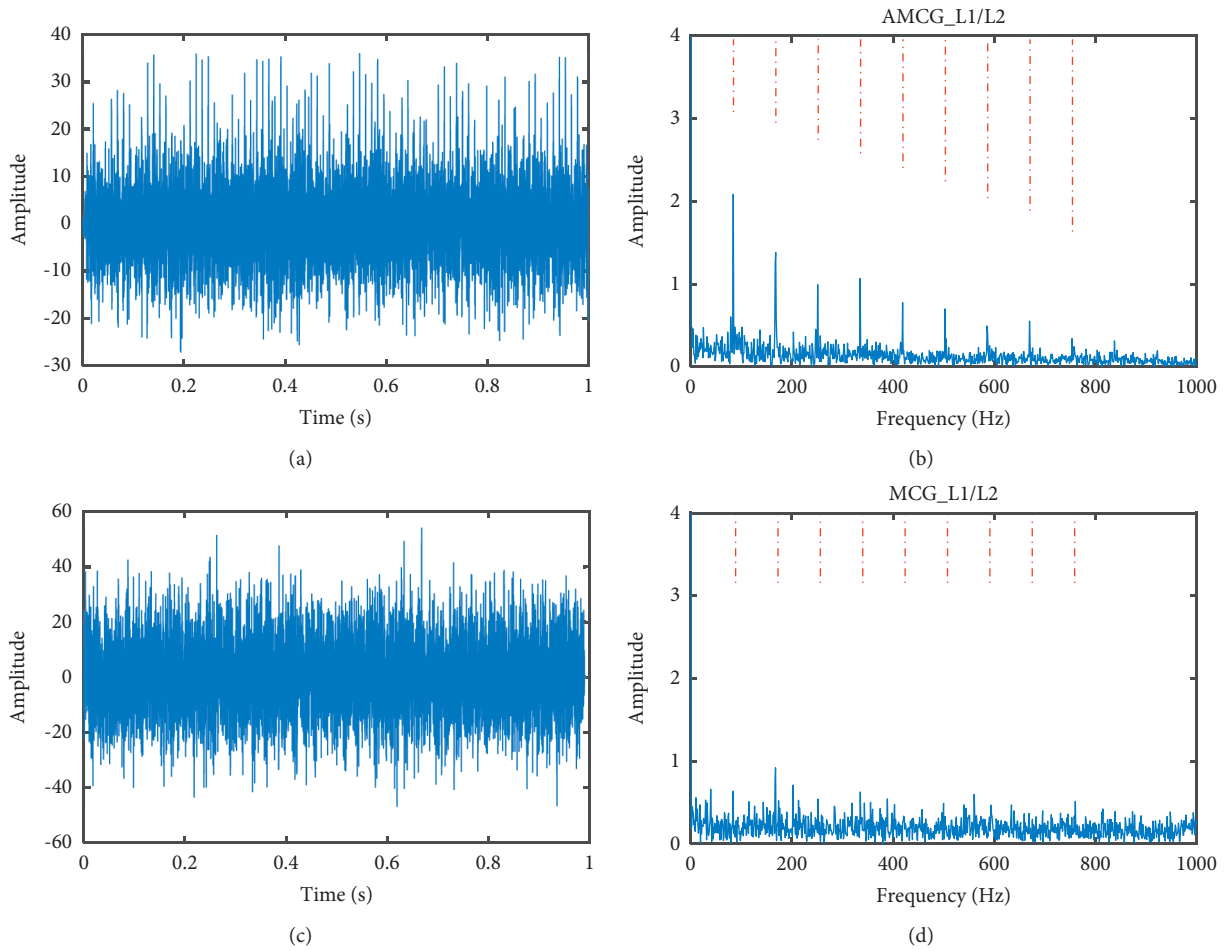 40
30
20
10
0
-10
-20
-30
Amplitude
0 0.2 0.4 0.6 0.8 1
Time (s)
(a)
AMCG_L1/L2
4
3
2
1
0
Amplitude
0 200 400 600 800 1000
Frequency (Hz)
(b)
60
40
20
0
-20
-40
-60
Amplitude
0 0.2 0.4 0.6 0.8 1
Time (s)
(c)
MCG_L1/L2
4
3
2
1
0
Amplitude
0 200 400 600 800 1000
Frequency (Hz)
(d)